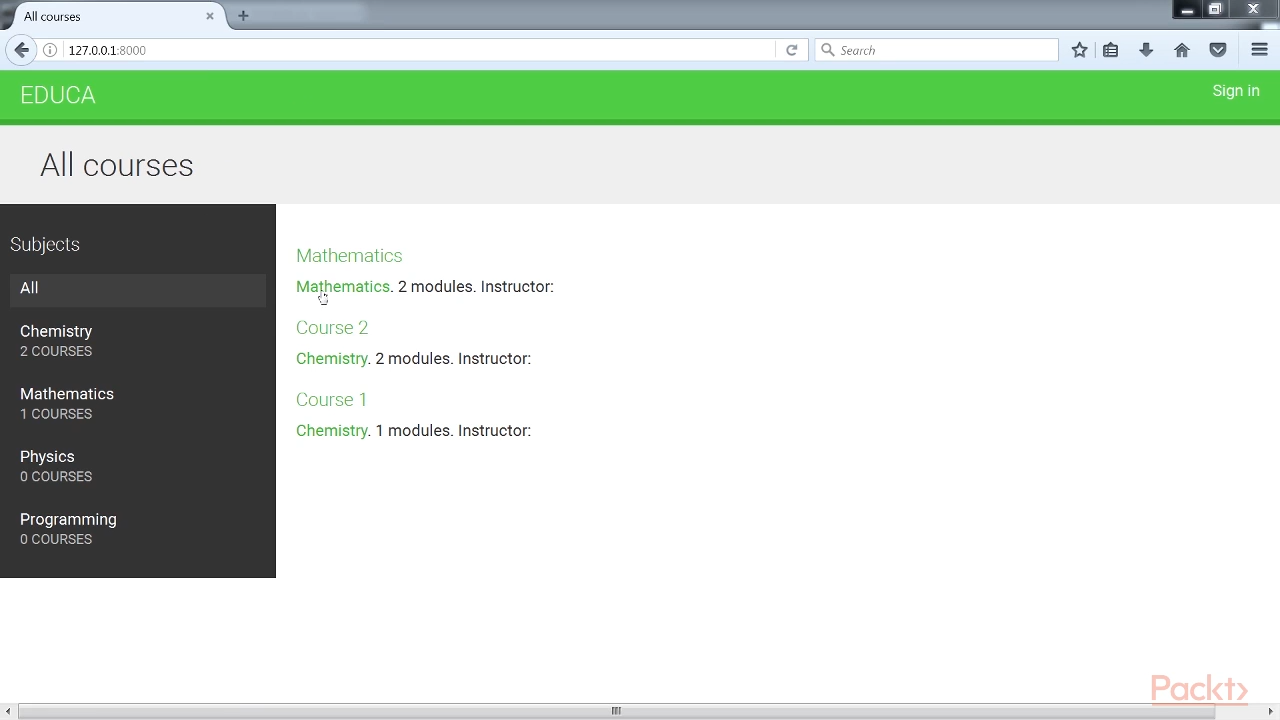 All courses
127.0.0.1:8000
Search
EDUCA
Sign in
All courses
Subjects
All
Chemistry
2 COURSES
Mathematics
1 COURSES
Physics
0 COURSES
Programming
0 COURSES
Mathematics
Mathematics. 2 modules. Instructor:
Course 2
Chemistry. 2 modules. Instructor:
Course 1
Chemistry. 1 modules. Instructor:
Packt